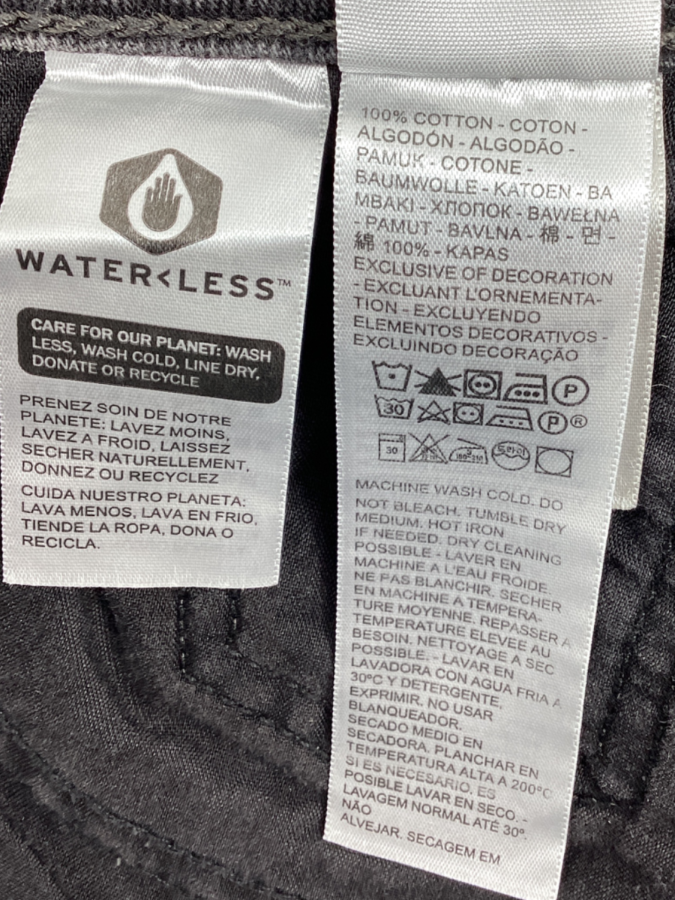 WATER<LESS™
CARE FOR OUR PLANET: WASH
LESS, WASH COLD, LINE DRY,
DONATE OR RECYCLE
PRENEZ SOIN DE NOTRE
PLANETE: LAVEZ MOINS,
LAVEZ A FROID, LAISSEZ
SECHER NATURELLEMENT,
DONNEZ OU RECYCLEZ
CUIDA NUESTRO PLANETA:
LAVA MENOS, LAVA EN FRIO,
TIENDE LA ROPA, DONA O
RECICLA.
100% COTTON - COTON -
ALGODÓN - ALGODÃO -
PAMUK - COTONE -
BAUMWOLLE - KATOEN - BA
MBAKI - ХЛОПОК - BAWEŁNA
- PAMUT - BAVLNA - 棉 - 면 -
綿 100% - KAPAS
EXCLUSIVE OF DECORATION
- EXCLUANT L'ORNEMENTA-
TION - EXCLUYENDO
ELEMENTOS DECORATIVOS -
EXCLUINDO DECORAÇÃO
P
30 P®
30 드라이
MACHINE WASH COLD. DO
NOT BLEACH. TUMBLE DRY
MEDIUM. HOT IRON
IF NEEDED. DRY CLEANING
POSSIBLE - LAVER EN
MACHINE A L'EAU FROIDE.
NE PAS BLANCHIR. SECHER
EN MACHINE A TEMPERA-
TURE MOYENNE. REPASSER A
TEMPERATURE ELEVEE AU
BESOIN. NETTOYAGE A SEC
POSSIBLE. - LAVAR EN
LAVADORA CON AGUA FRIA A
30ºC Y DETERGENTE,
EXPRIMIR. NO USAR
BLANQUEADOR.
SECADO MEDIO EN
SECADORA. PLANCHAR EN
TEMPERATURA ALTA A 200ºC
SI ES NECESARIO. ES
POSIBLE LAVAR EN SECO. -
LAVAGEM NORMAL ATÉ 30º.
NÃO
ALVEJAR. SECAGEM EM